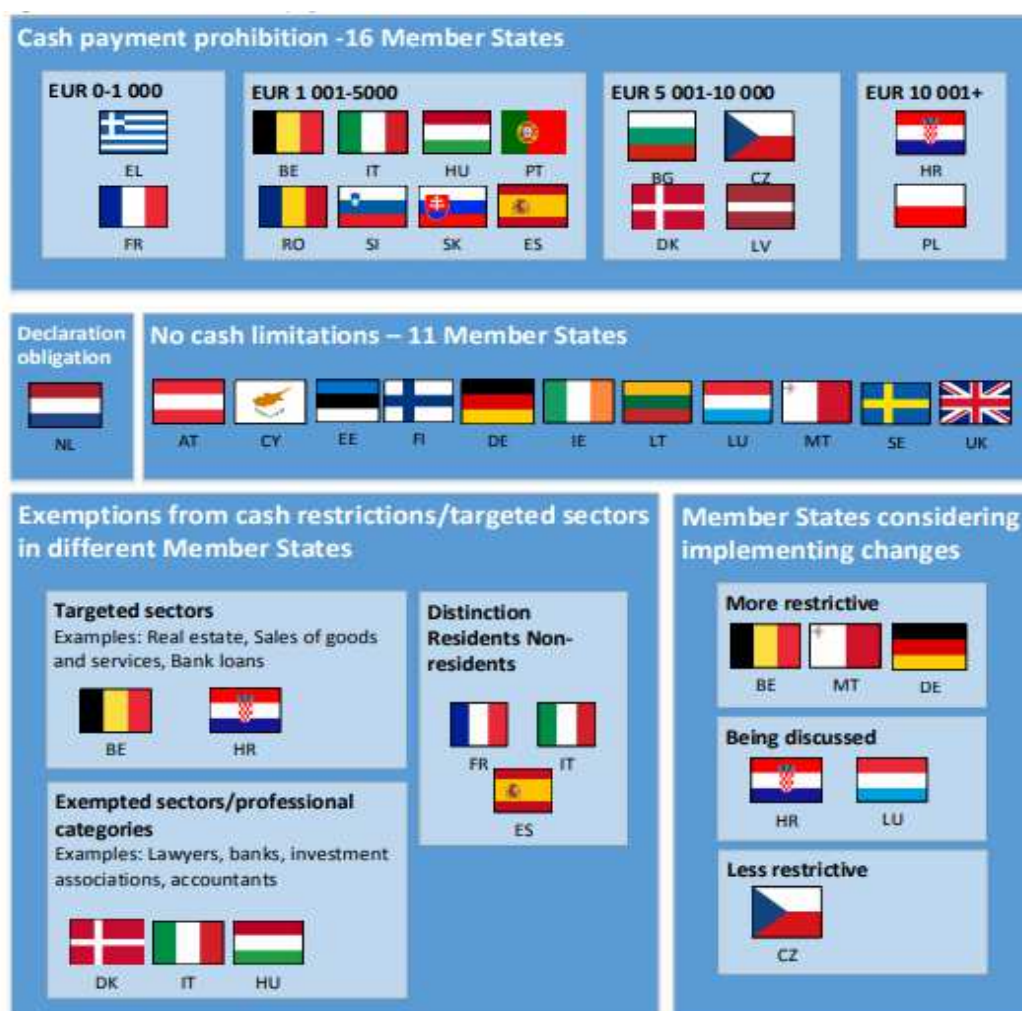 Cash payment prohibition -16 Member States
EUR 0-1 000
EL
FR
EUR 1 001-5000
BE IT HU PT
RO SI SK ES
EUR 5 001-10 000
BG CZ
DK LV
EUR 10 001+
HR
PL
Declaration
obligation
NL
No cash limitations – 11 Member States
AT CY EE FI DE IE LT LU MT SE UK
Exemptions from cash restrictions/targeted sectors
in different Member States
Targeted sectors
Examples: Real estate, Sales of goods
and services, Bank loans
BE HR
Exempted sectors/professional
categories
Examples: Lawyers, banks, investment
associations, accountants
DK IT HU
Distinction
Residents Non-
residents
FR IT
ES
Member States considering
implementing changes
More restrictive
BE MT DE
Being discussed
HR LU
Less restrictive
CZ